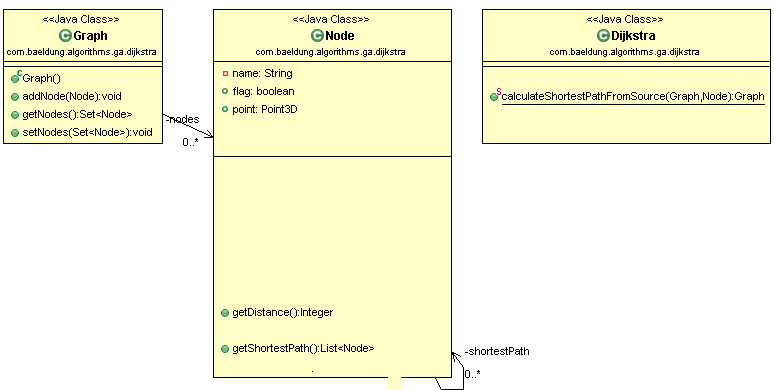 <<Java Class>>
Graph
com.baeldung.algorithms.ga.dijkstra
Graph()
addNode(Node):void
getNodes():Set<Node>
setNodes(Set<Node>):void
-nodes
0..*
<<Java Class>>
Node
com.baeldung.algorithms.ga.dijkstra
name: String
flag: boolean
point: Point3D
getDistance():Integer
getShortestPath():List<Node>
-shortestPath
0..*
<<Java Class>>
Dijkstra
com.baeldung.algorithms.ga.dijkstra
calculateShortestPathFromSource(Graph,Node):Graph